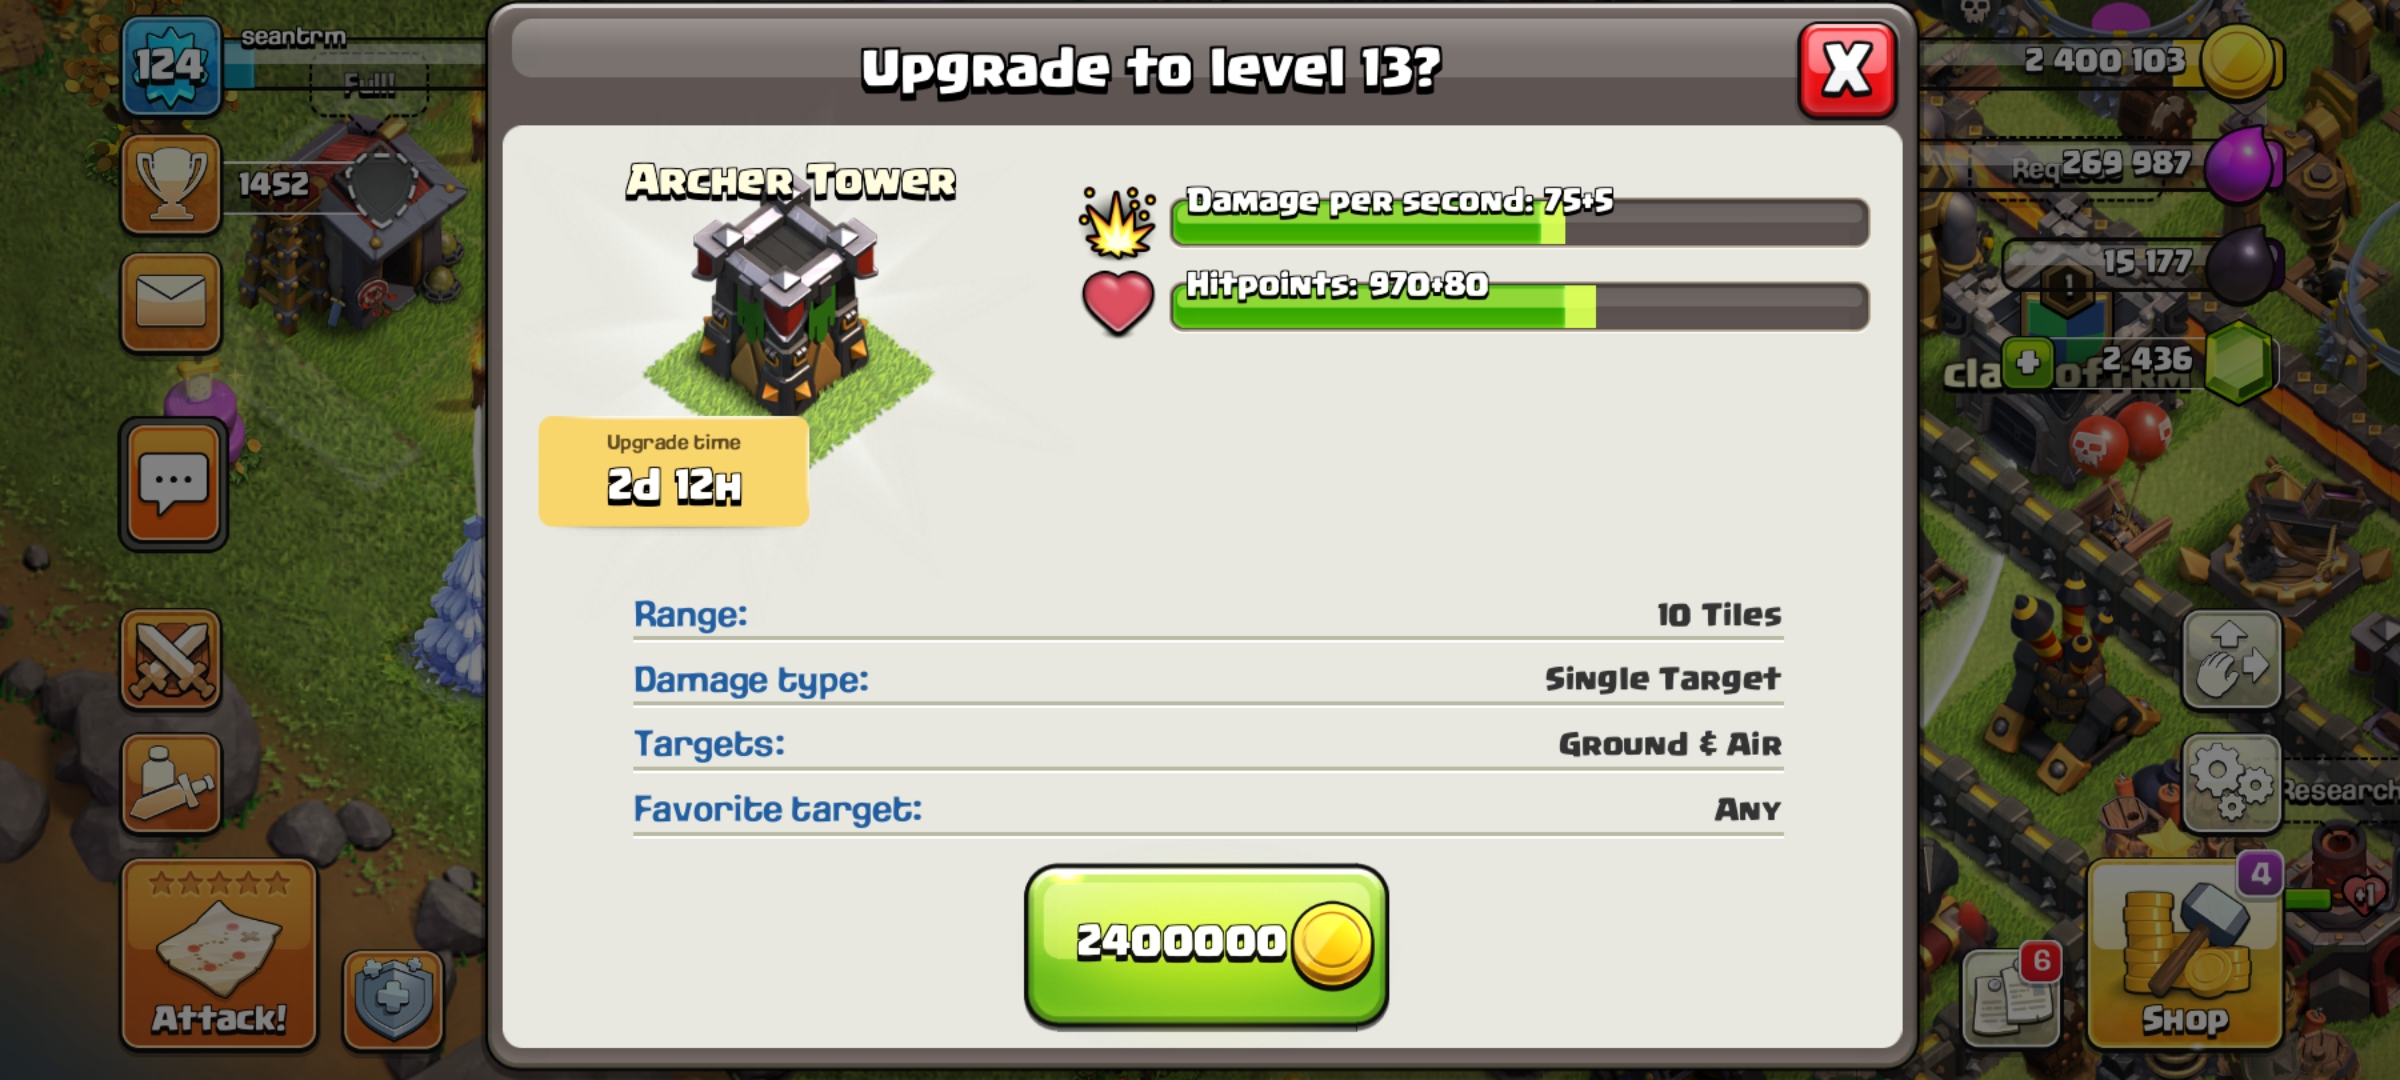 124
seantrm
Full!
1452
Attack!
Upgrade to level 13?
X
Archer Tower
Upgrade time
2d 12H
Damage per second: 75+5
Hitpoints: 970+80
Range:
10 Tiles
Damage type:
Single Target
Targets:
Ground & Air
Favorite target:
Any
2400000
2 400 103
269 987
15 177
2 436
Research
+1
4
6
Shop